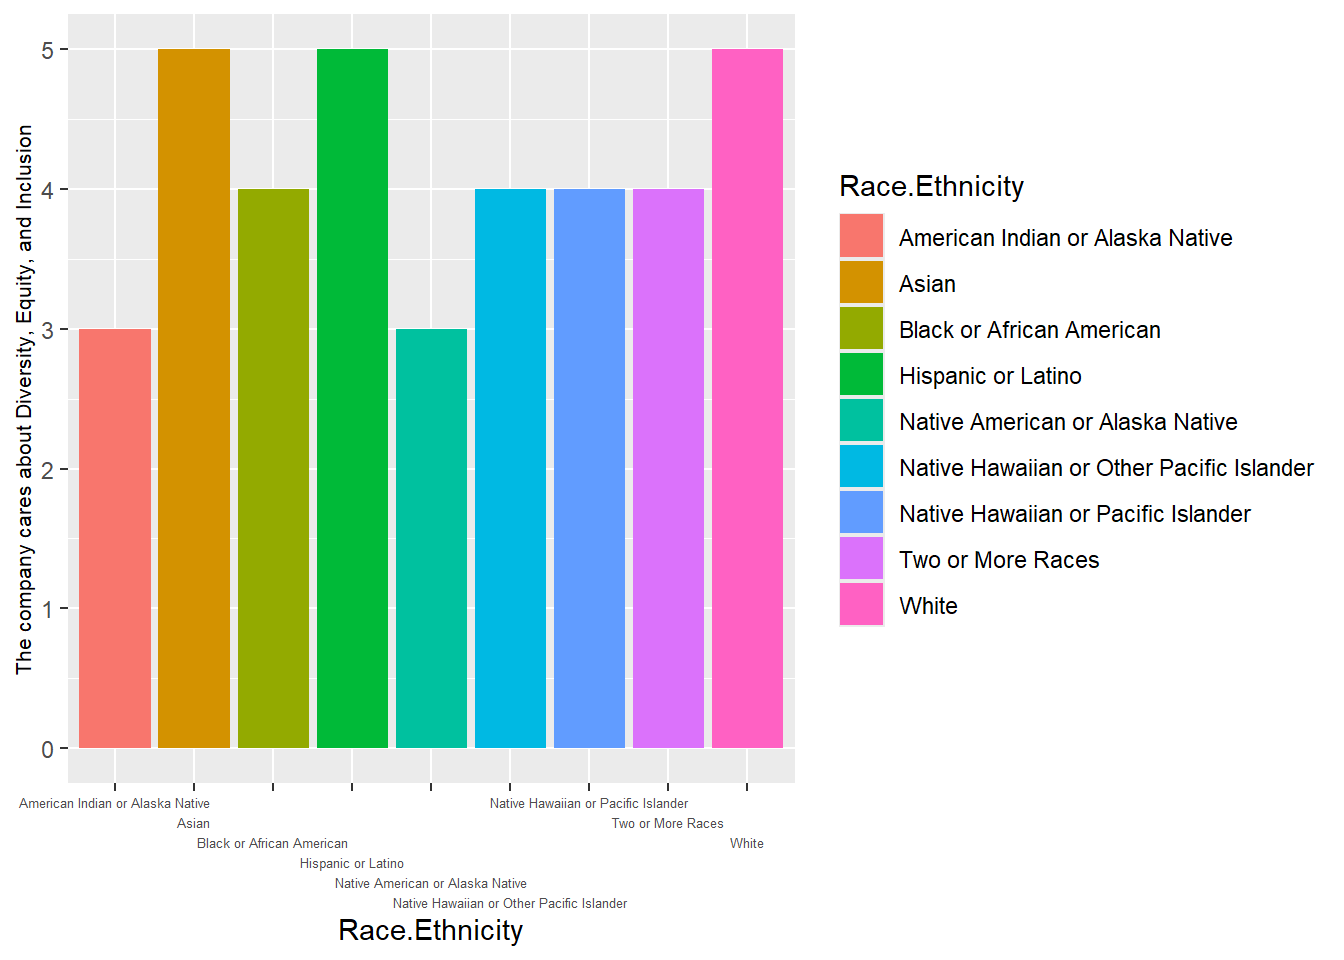 The company cares about Diversity, Equity, and Inclusion
5
4
3
2
1
0
American Indian or Alaska Native
Asian
Black or African American
Hispanic or Latino
Native American or Alaska Native
Native Hawaiian or Other Pacific Islander
Native Hawaiian or Pacific Islander
Two or More Races
White
Race.Ethnicity
Race.Ethnicity
American Indian or Alaska Native
Asian
Black or African American
Hispanic or Latino
Native American or Alaska Native
Native Hawaiian or Other Pacific Islander
Native Hawaiian or Pacific Islander
Two or More Races
White